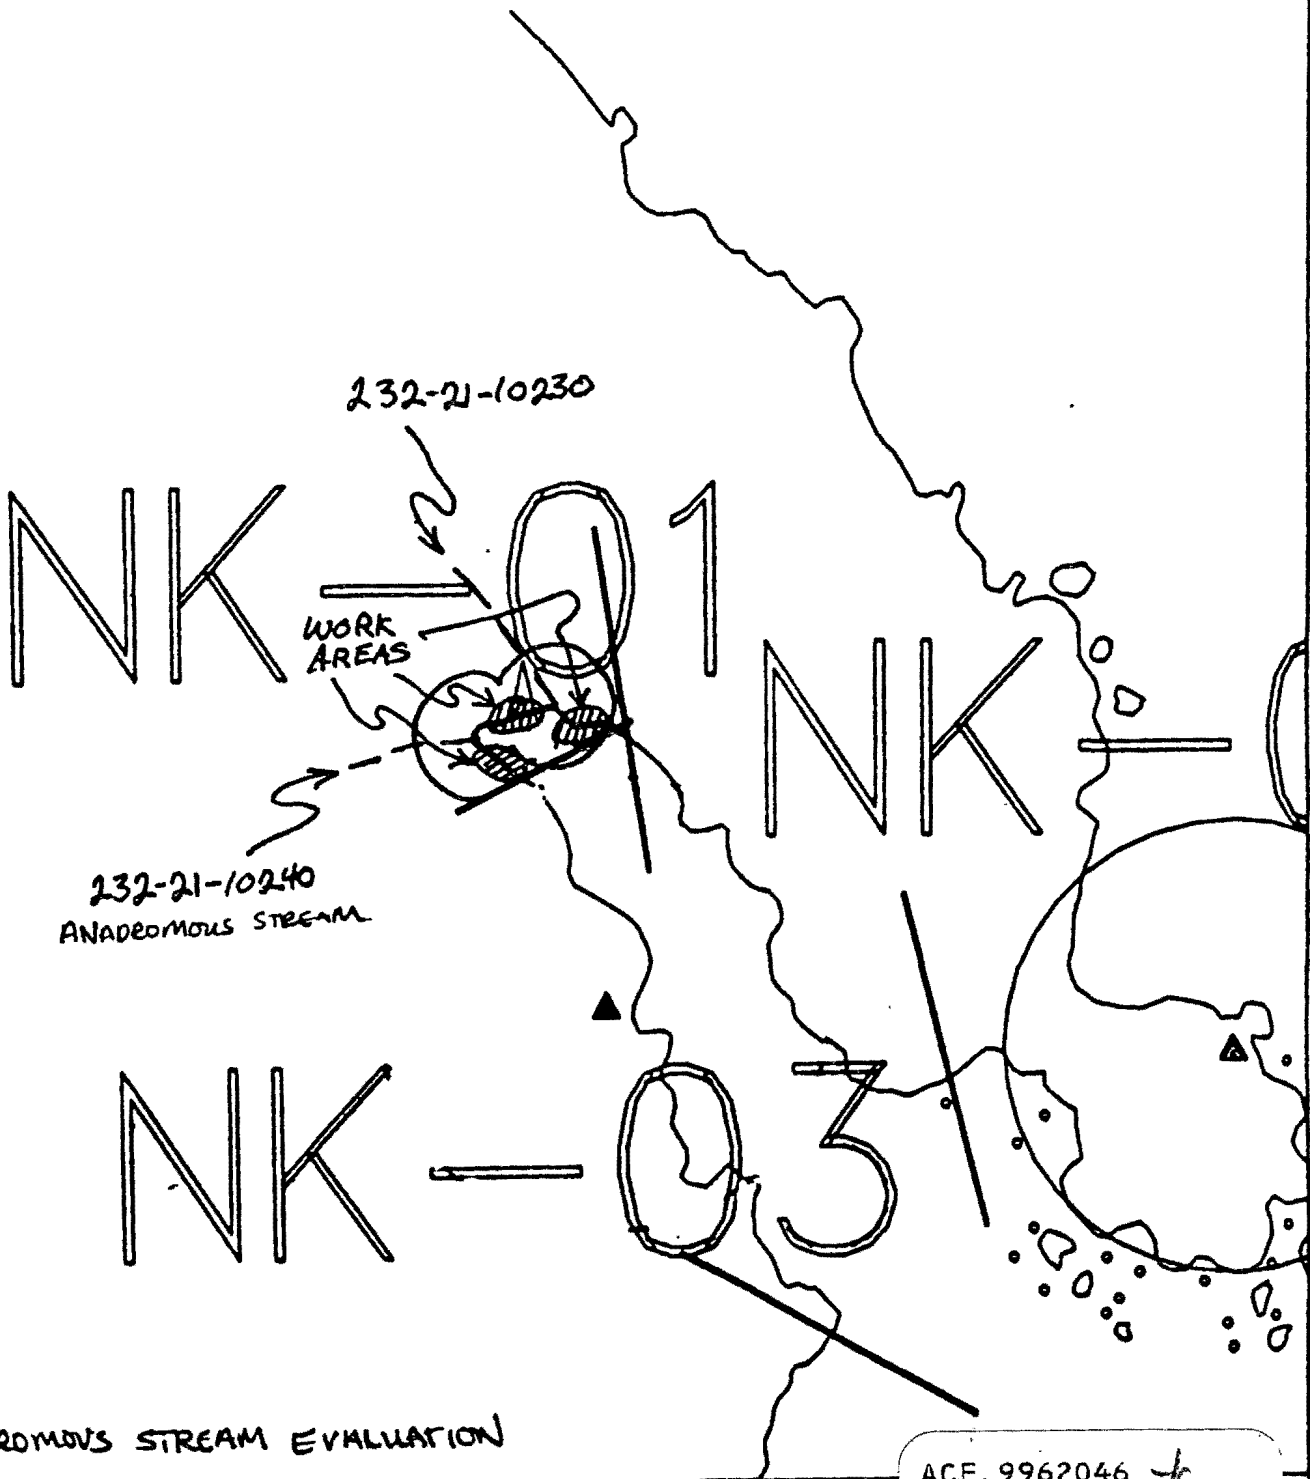 232-21-10230
NK-01
WORK
AREAS
NK-0
232-21-10240
ANADROMOUS STREAM
NK-03
ROMOUS STREAM EVALUATION
ACE 9962046